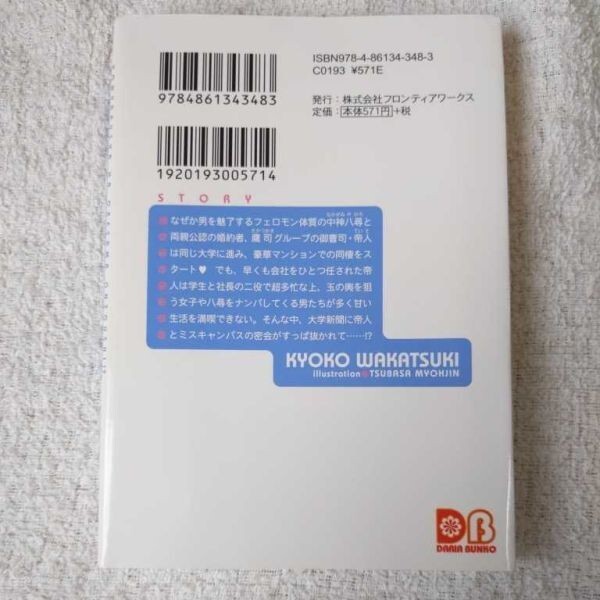 ISBN978-4-86134-348-3
C0193 ¥571E
発行：株式会社フロンティアワークス
定価：本体571円+税
9784861343483
1920193005714
STORY
なぜか男を魅了するフェロモン体質の中神八尋と
両親公認の婚約者、鷹司グループの御曹司・帝人
は同じ大学に進み、豪華マンションでの同棲をス
タート♥ でも、早くも会社をひとつ任された帝
人は学生と社長の二役で超多忙な上、玉の輿を狙
う女子や八尋をナンパしてくる男たちが多く甘い
生活を満喫できない。そんな中、大学新聞に帝人
とミスキャンパスの密会がすっぱ抜かれて……!?
KYOKO WAKATSUKI
illustration TSUBASA MYOHJIN
DB
DARIA BUNKO